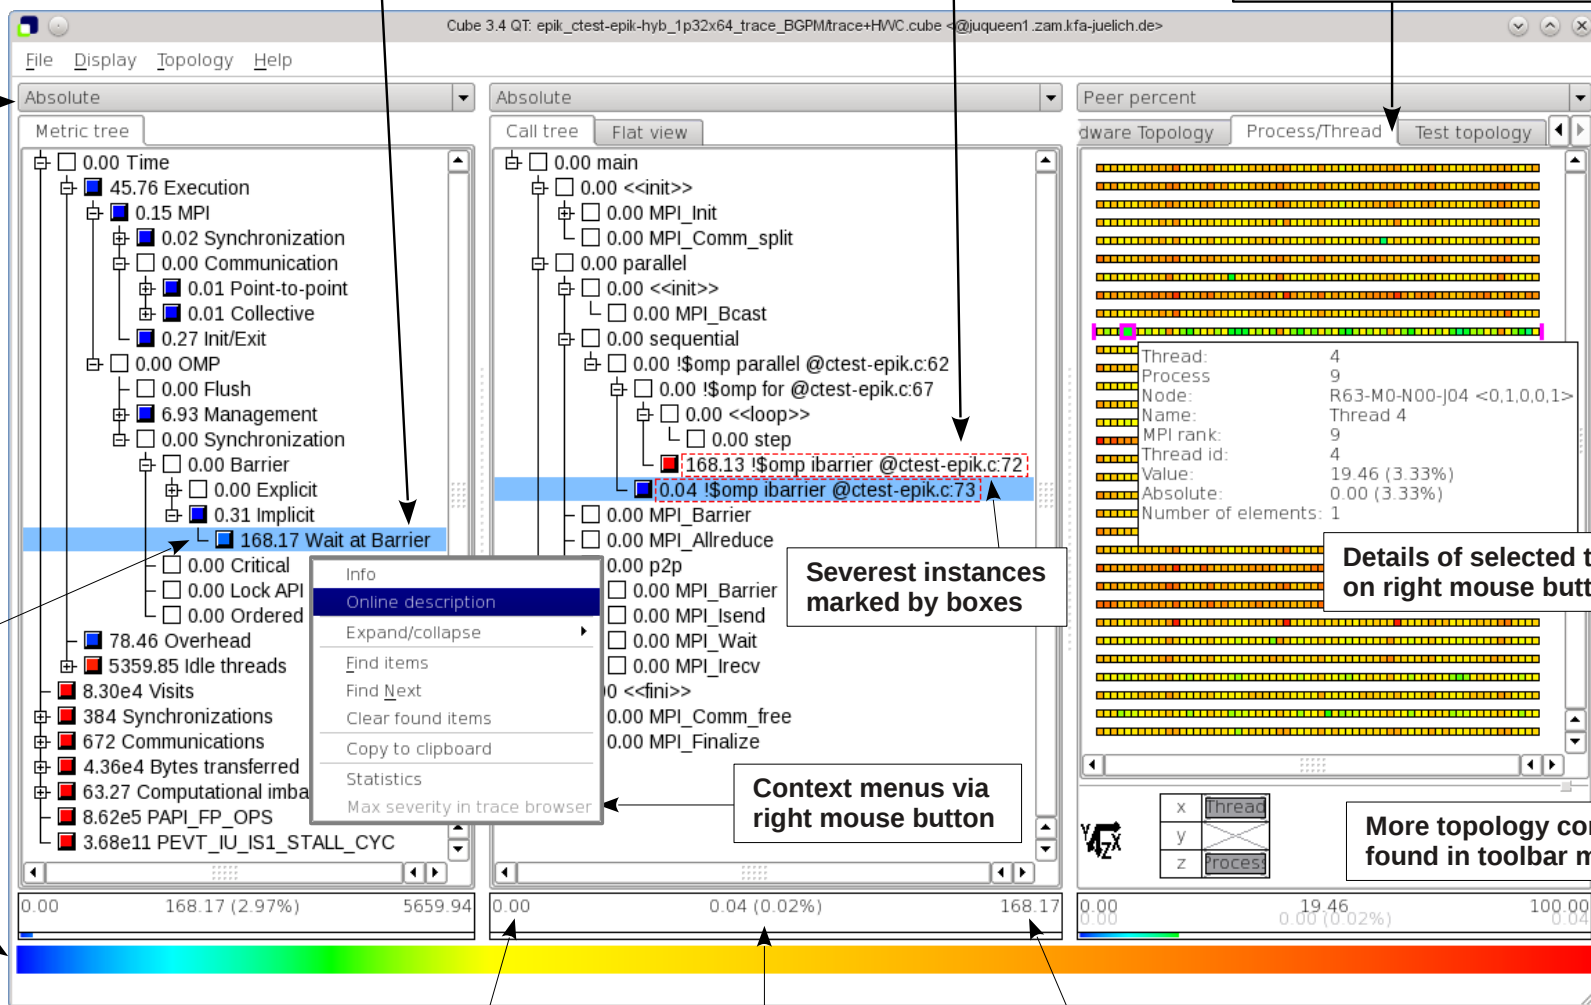 Cube 3.4 QT: epik_ctest-epik-hyb_1p32x64_trace_BGPM/trace+HWC.cube <@juqueen1.zam.kfa-juelich.de>
File Display Topology Help
Absolute
Metric tree
0.00 Time
45.76 Execution
0.15 MPI
0.02 Synchronization
0.00 Communication
0.01 Point-to-point
0.01 Collective
0.27 Init/Exit
0.00 OMP
0.00 Flush
6.93 Management
0.00 Synchronization
0.00 Barrier
0.00 Explicit
0.31 Implicit
168.17 Wait at Barrier
0.00 Critical
0.00 Lock API
0.00 Ordered
78.46 Overhead
5359.85 Idle threads
8.30e4 Visits
384 Synchronizations
672 Communications
4.36e4 Bytes transferred
63.27 Computational imba
8.62e5 PAPI_FP_OPS
3.68e11 PEVT_IU_IS1_STALL_CYC
0.00 168.17 (2.97%) 5659.94
Info
Online description
Expand/collapse
Find items
Find Next
Clear found items
Copy to clipboard
Statistics
Max severity in trace browser
Absolute
Call tree Flat view
0.00 main
0.00 <<init>>
0.00 MPI_Init
0.00 MPI_Comm_split
0.00 parallel
0.00 <<init>>
0.00 MPI_Bcast
0.00 sequential
0.00 !$omp parallel @ctest-epik.c:62
0.00 !$omp for @ctest-epik.c:67
0.00 <<loop>>
0.00 step
168.13 !$omp ibarrier @ctest-epik.c:72
0.04 !$omp ibarrier @ctest-epik.c:73
0.00 MPI_Barrier
0.00 MPI_Allreduce
0.00 p2p
0.00 MPI_Barrier
0.00 MPI_Isend
0.00 MPI_Wait
0.00 MPI_Irecv
0 <<fini>>
0.00 MPI_Comm_free
0.00 MPI_Finalize
Severest instances
marked by boxes
Context menus via
right mouse button
0.00 0.04 (0.02%) 168.17
Peer percent
dware Topology Process/Thread Test topology
Thread: 4
Process 9
Node: R63-M0-N00-J04 <0,1,0,0,1>
Name: Thread 4
MPI rank: 9
Thread id: 4
Value: 19.46 (3.33%)
Absolute: 0.00 (3.33%)
Number of elements: 1
Details of selected t
on right mouse butt
x Thread
y
z Process
Y Z X
More topology co
found in toolbar m
0.00 19.46 100.00
0.00 0.00 (0.02%) 0.04